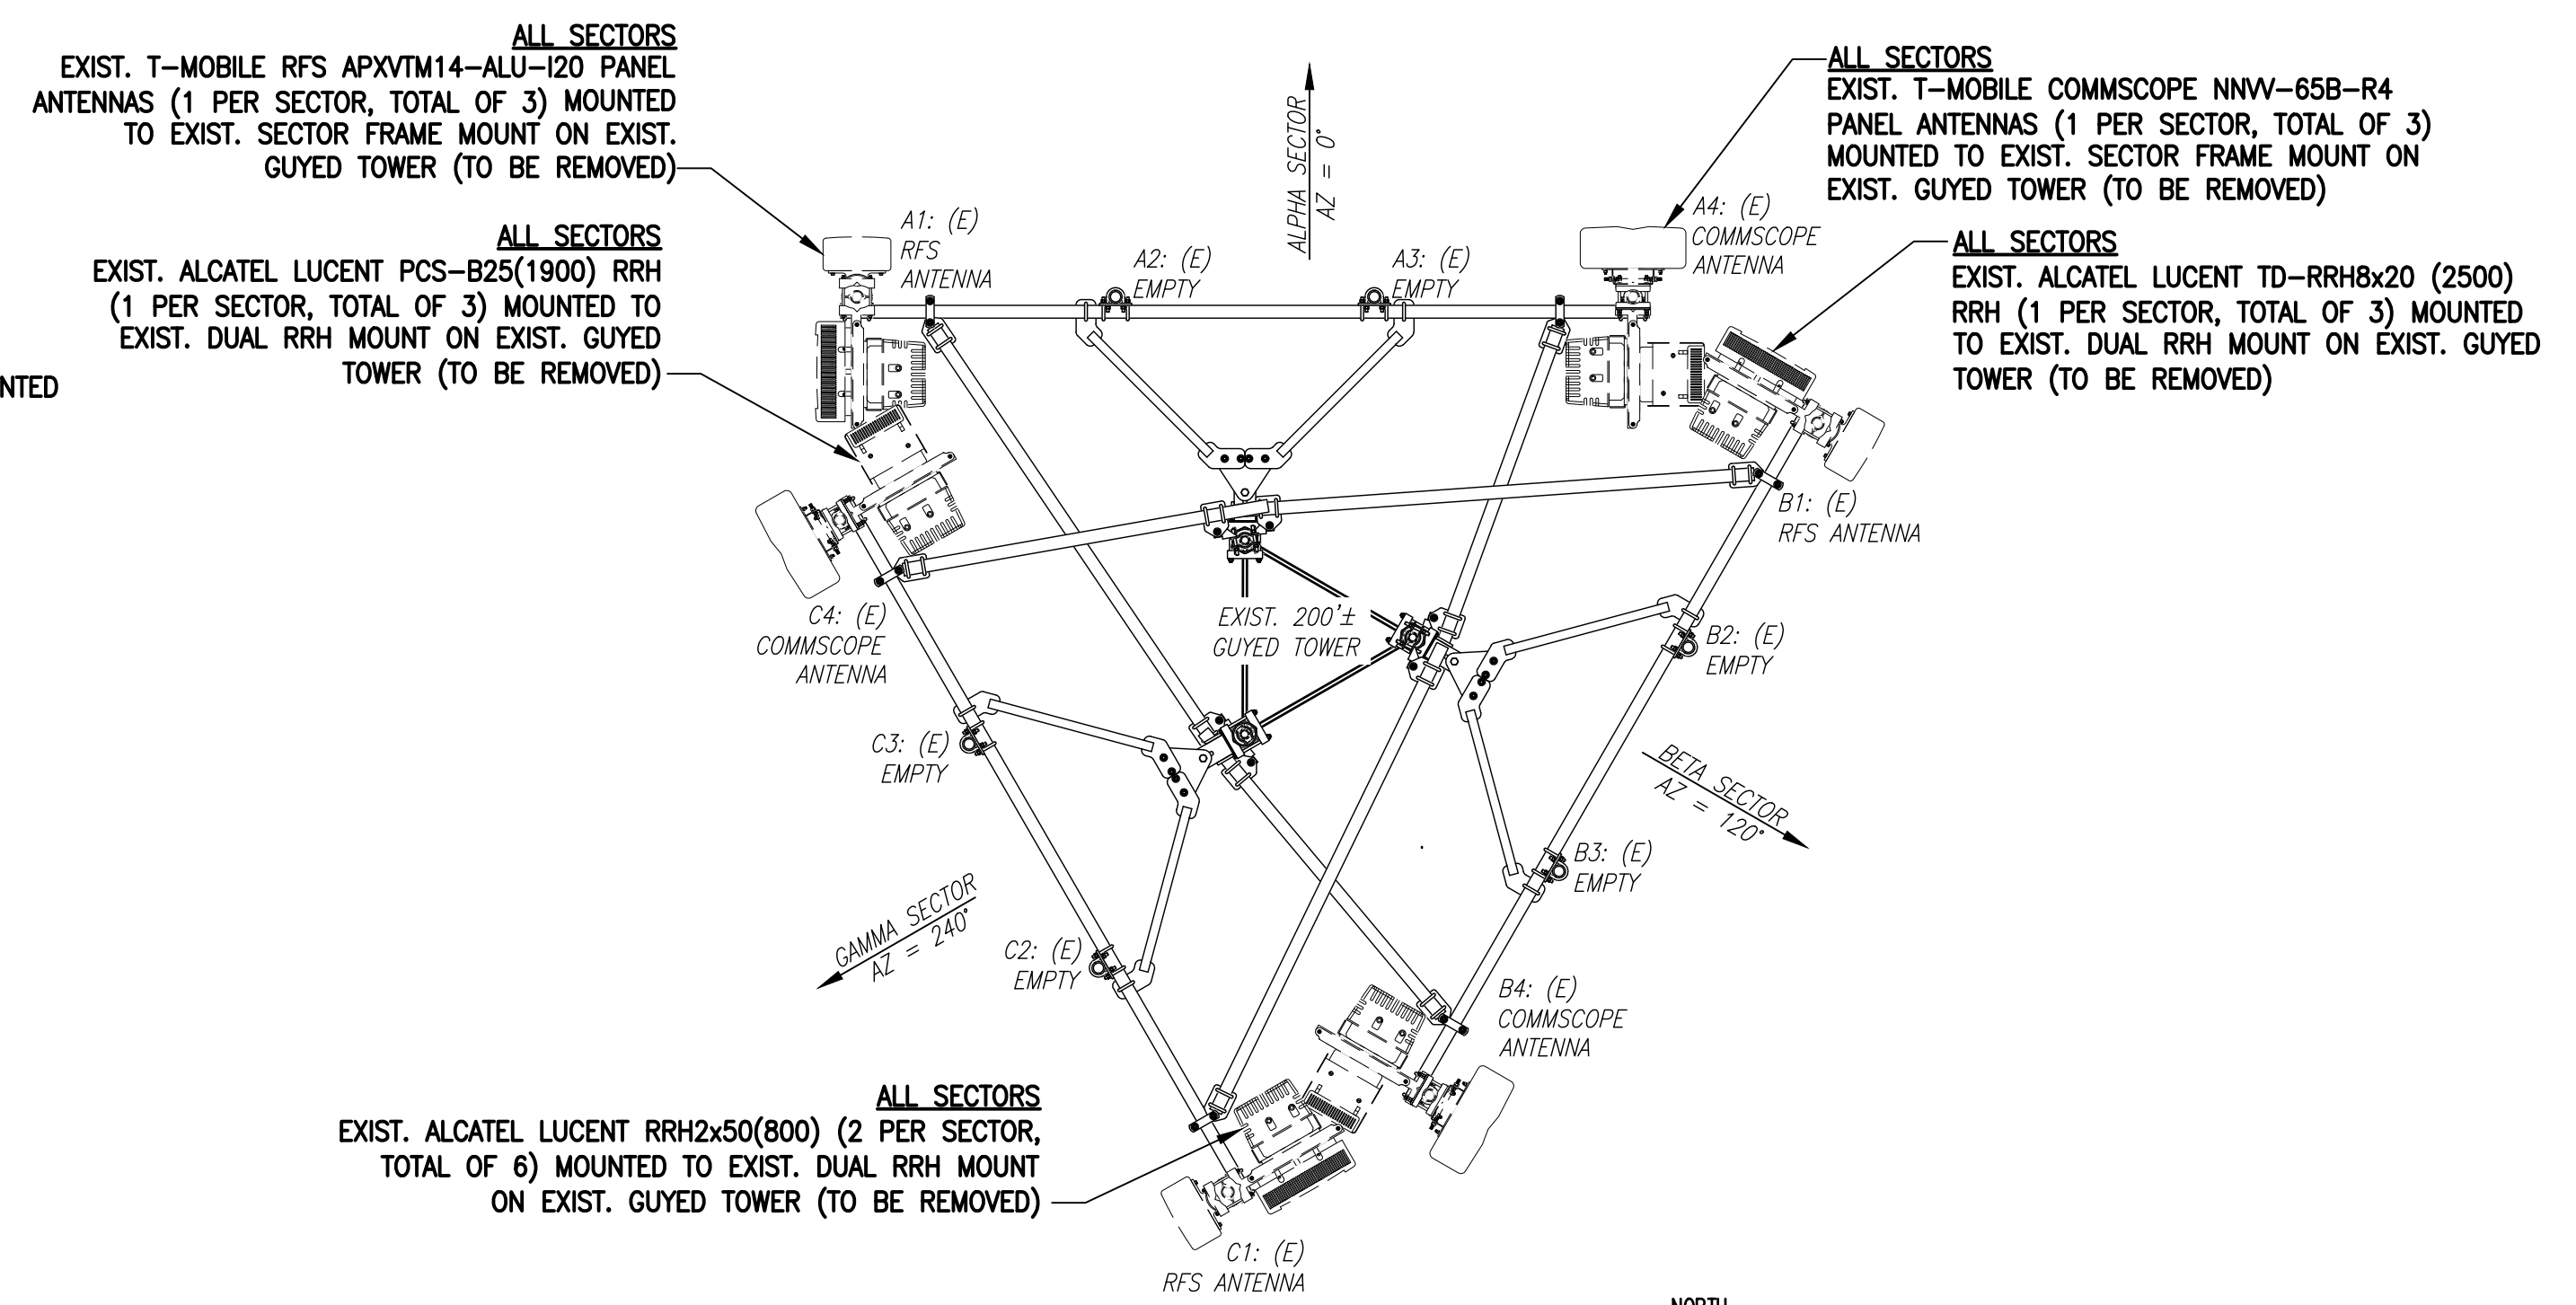 ALL SECTORS
EXIST. T-MOBILE RFS APXVTM14-ALU-I20 PANEL
ANTENNAS (1 PER SECTOR, TOTAL OF 3) MOUNTED
TO EXIST. SECTOR FRAME MOUNT ON EXIST.
GUYED TOWER (TO BE REMOVED)
ALL SECTORS
EXIST. ALCATEL LUCENT PCS-B25(1900) RRH
(1 PER SECTOR, TOTAL OF 3) MOUNTED TO
EXIST. DUAL RRH MOUNT ON EXIST. GUYED
TOWER (TO BE REMOVED)
NTED
ALPHA SECTOR
AZ = 0°
ALL SECTORS
EXIST. T-MOBILE COMMSCOPE NNVV-65B-R4
PANEL ANTENNAS (1 PER SECTOR, TOTAL OF 3)
MOUNTED TO EXIST. SECTOR FRAME MOUNT ON
EXIST. GUYED TOWER (TO BE REMOVED)
ALL SECTORS
EXIST. ALCATEL LUCENT TD-RRH8x20 (2500)
RRH (1 PER SECTOR, TOTAL OF 3) MOUNTED
TO EXIST. DUAL RRH MOUNT ON EXIST. GUYED
TOWER (TO BE REMOVED)
A1: (E)
RFS
ANTENNA
A2: (E)
EMPTY
A3: (E)
EMPTY
A4: (E)
COMMSCOPE
ANTENNA
B1: (E)
RFS ANTENNA
C4: (E)
COMMSCOPE
ANTENNA
EXIST. 200'±
GUYED TOWER
B2: (E)
EMPTY
C3: (E)
EMPTY
BETA SECTOR
AZ = 120°
B3: (E)
EMPTY
GAMMA SECTOR
AZ = 240°
C2: (E)
EMPTY
B4: (E)
COMMSCOPE
ANTENNA
ALL SECTORS
EXIST. ALCATEL LUCENT RRH2x50(800) (2 PER SECTOR,
TOTAL OF 6) MOUNTED TO EXIST. DUAL RRH MOUNT
ON EXIST. GUYED TOWER (TO BE REMOVED)
C1: (E)
RFS ANTENNA
NORTH